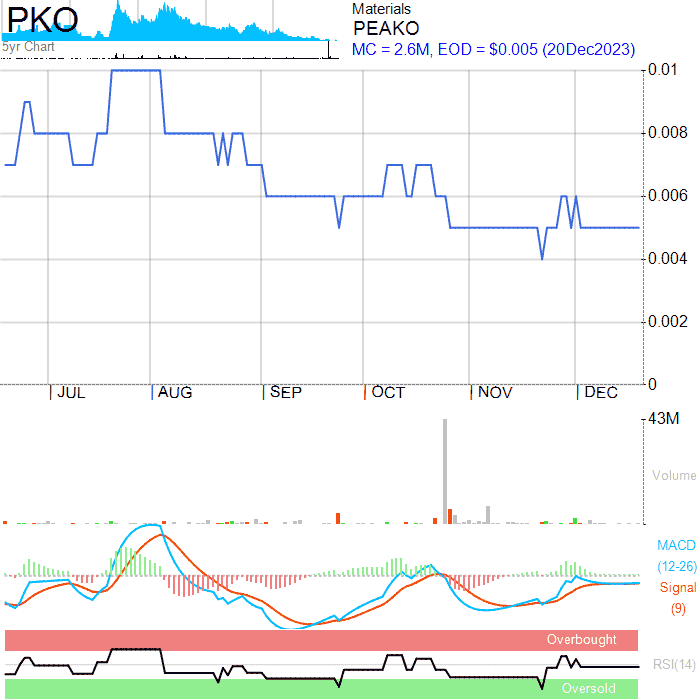 PKO
5yr Chart
Materials
PEAKO
MC = 2.6M, EOD = $0.005 (20Dec2023)
0.01
0.008
0.006
0.004
0.002
0
JUL AUG SEP OCT NOV DEC
43M
Volume
MACD
(12-26)
Signal
(9)
Overbought
RSI(14)
Oversold